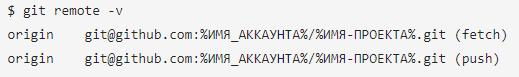 $ git remote -v
origin    git@github.com:%ИМЯ_АККАУНТА%/%ИМЯ-ПРОЕКТА%.git (fetch)
origin    git@github.com:%ИМЯ_АККАУНТА%/%ИМЯ-ПРОЕКТА%.git (push)